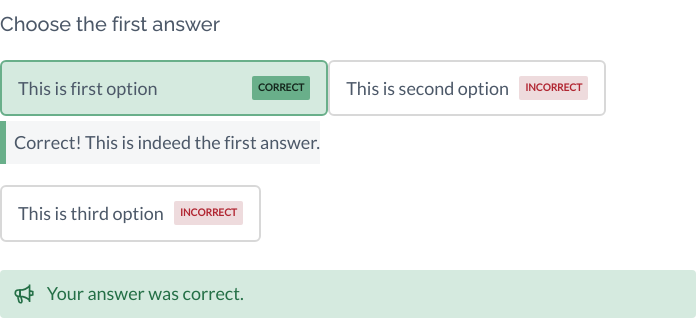 Choose the first answer
This is first option CORRECT This is second option INCORRECT
Correct! This is indeed the first answer.
This is third option INCORRECT
Your answer was correct.